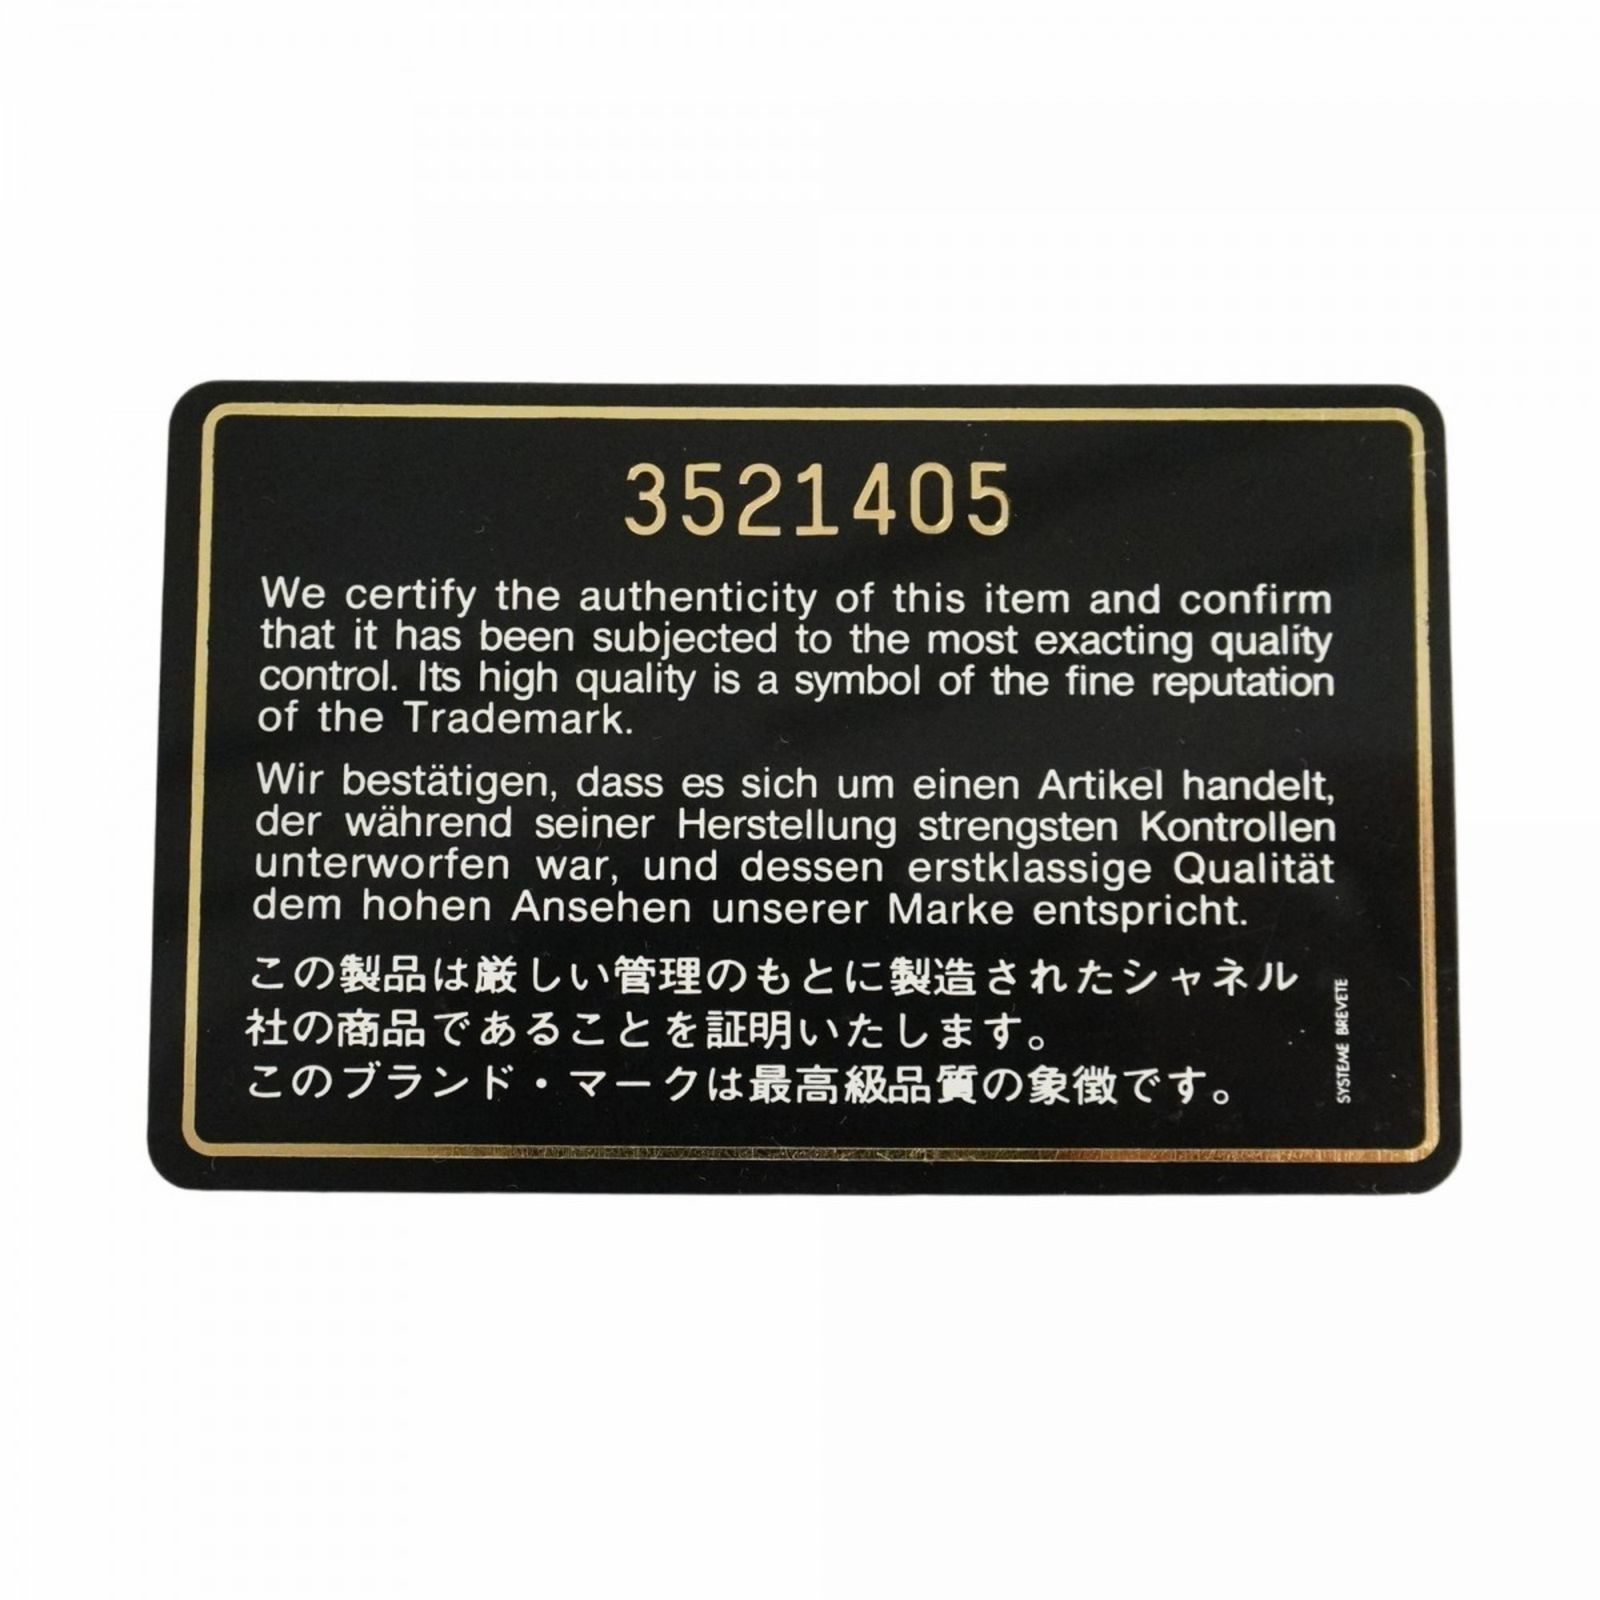 3521405
We certify the authenticity of this item and confirm
that it has been subjected to the most exacting quality
control. Its high quality is a symbol of the fine reputation
of the Trademark.
Wir bestätigen, dass es sich um einen Artikel handelt,
der während seiner Herstellung strengsten Kontrollen
unterworfen war, und dessen erstklassige Qualität
dem hohen Ansehen unserer Marke entspricht.
この製品は厳しい管理のもとに製造されたシャネル
社の商品であることを証明いたします。
このブランド・マークは最高級品質の象徴です。
SYSTEME BREVETE